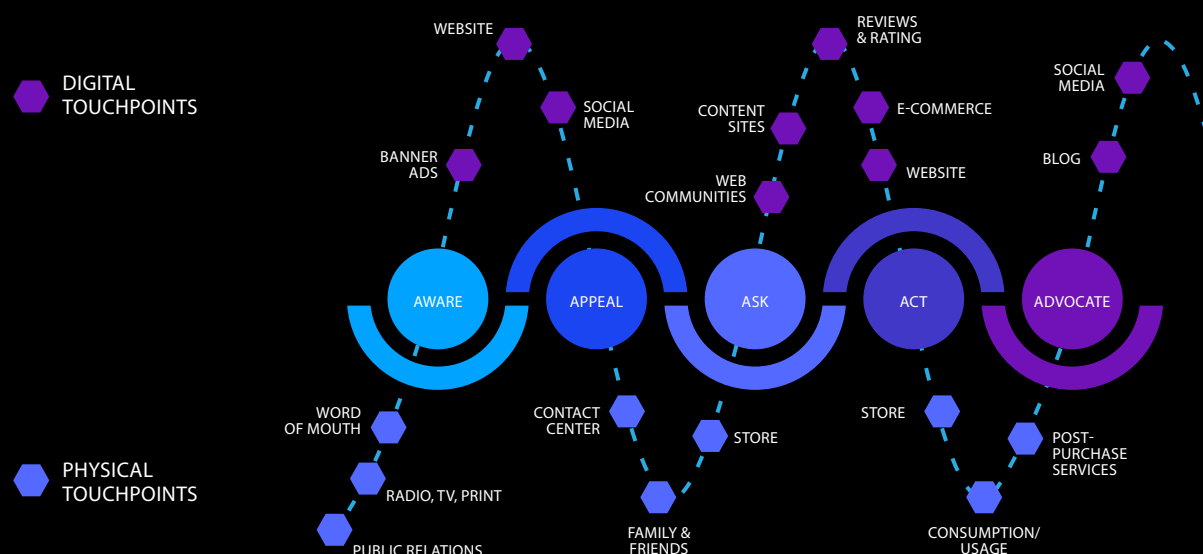 DIGITAL
TOUCHPOINTS
WEBSITE
SOCIAL
MEDIA
BANNER
ADS
REVIEWS
& RATING
CONTENT
SITES
E-COMMERCE
WEB
COMMUNITIES
WEBSITE
SOCIAL
MEDIA
BLOG
AWARE
APPEAL
ASK
ACT
ADVOCATE
PHYSICAL
TOUCHPOINTS
WORD
OF MOUTH
RADIO, TV, PRINT
PUBLIC RELATIONS
CONTACT
CENTER
STORE
FAMILY &
FRIENDS
STORE
POST-
PURCHASE
SERVICES
CONSUMPTION/
USAGE